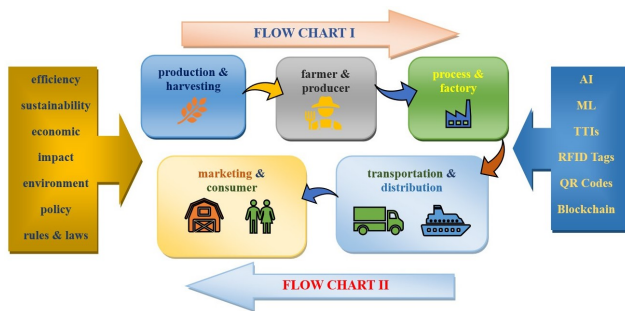 FLOW CHART I
efficiency
sustainability
economic
impact
environment
policy
rules & laws
production &
harvesting
farmer &
producer
process &
factory
marketing &
consumer
transportation &
distribution
AI
ML
TTIs
RFID Tags
QR Codes
Blockchain
FLOW CHART II